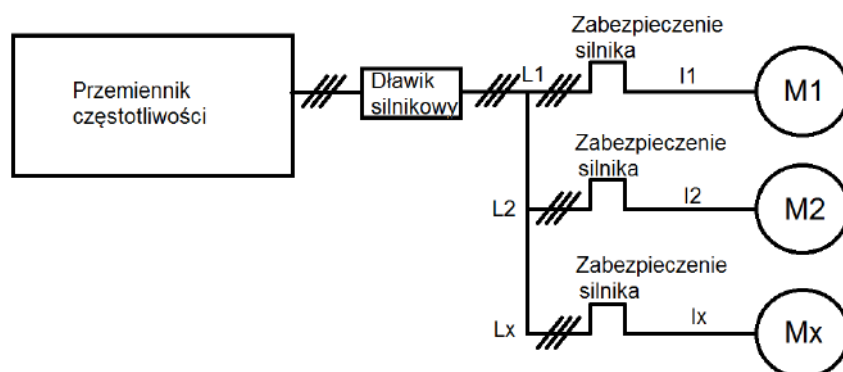 Przemiennik
częstotliwości
Dławik
silnikowy
L1
Zabezpieczenie
silnika
I1
M1
Zabezpieczenie
silnika
L2
I2
M2
Zabezpieczenie
silnika
Lx
Ix
Mx